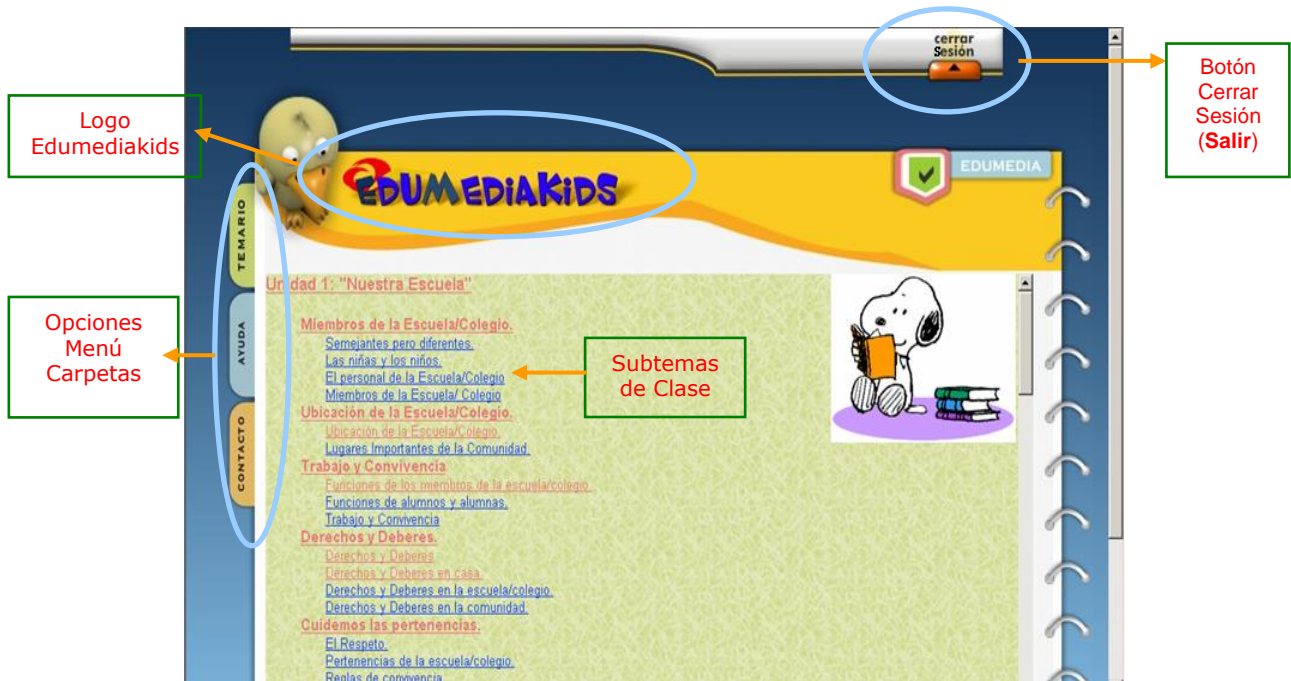 cerrar
Sesión
Botón
Cerrar
Sesión
(Salir)
Logo
Edumediakids
EDUMEDIAKiDS
EDUMEDIA
TEMARIO
AYUDA
CONTACTO
Opciones
Menú
Carpetas
Unidad 1: "Nuestra Escuela"
Miembros de la Escuela/Colegio.
Semejantes pero diferentes.
Las niñas y los niños.
El personal de la Escuela/Colegio
Miembros de la Escuela/ Colegio
Subtemas
de Clase
Ubicación de la Escuela/Colegio.
Ubicación de la Escuela/Colegio.
Lugares Importantes de la Comunidad.
Trabajo y Convivencia
Funciones de los miembros de la escuela/colegio.
Funciones de alumnos y alumnas.
Trabajo y Convivencia
Derechos y Deberes.
Derechos y Deberes
Derechos y Deberes en casa.
Derechos y Deberes en la escuela/colegio.
Derechos y Deberes en la comunidad.
Cuidemos las pertenencias.
El Respeto.
Pertenencias de la escuela/colegio.
Reglas de convivencia